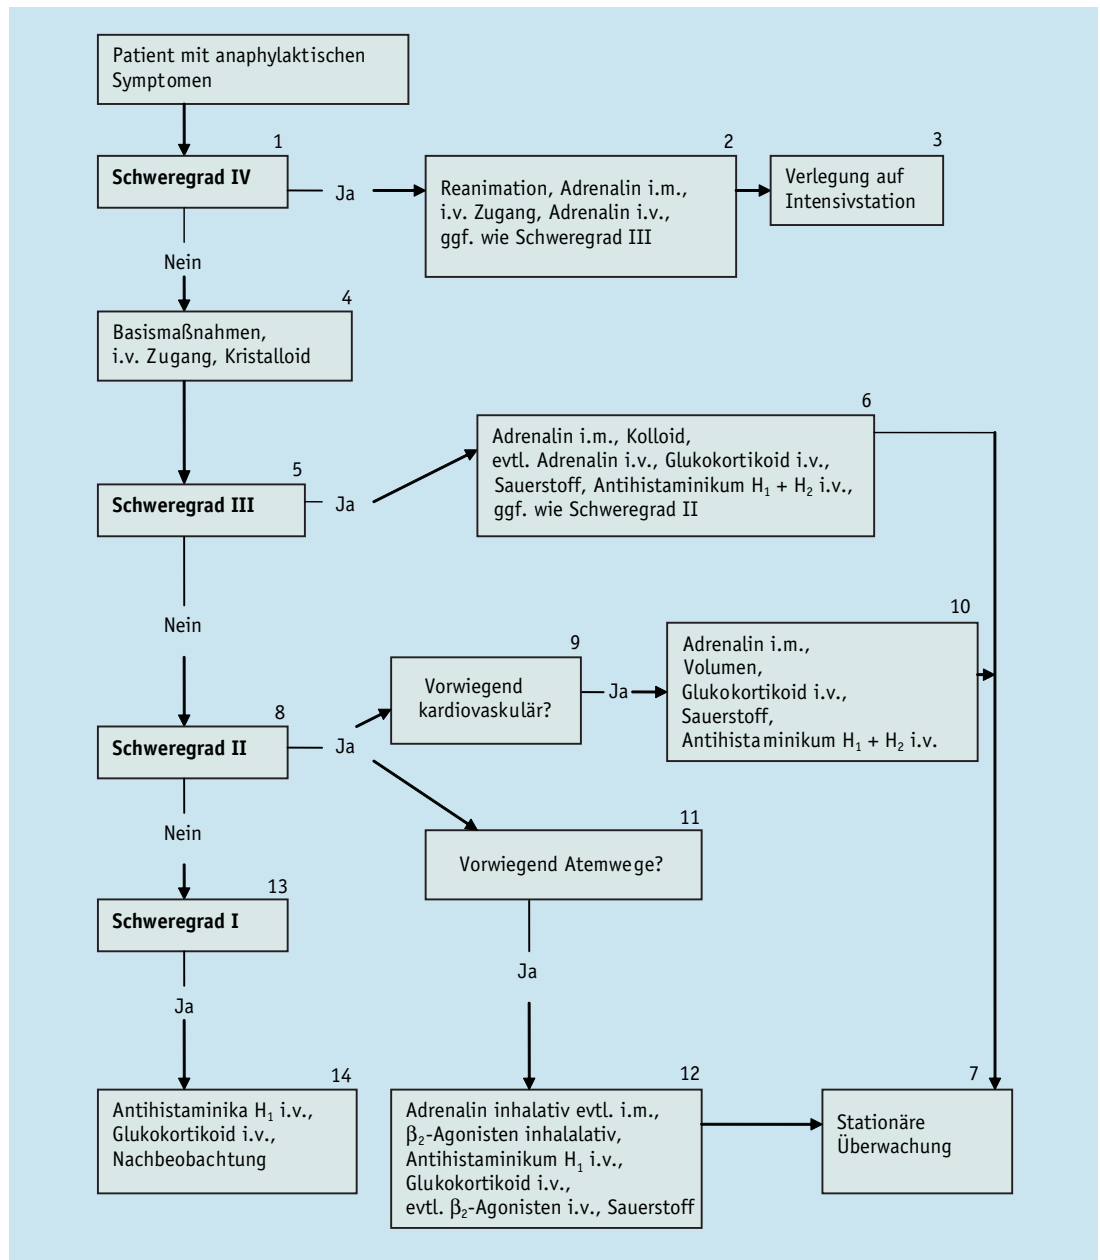 Patient mit anaphylaktischen
Symptomen
1
Schweregrad IV
Ja
2
Reanimation, Adrenalin i.m.,
i.v. Zugang, Adrenalin i.v.,
ggf. wie Schweregrad III
3
Verlegung auf
Intensivstation
Nein
4
Basismaßnahmen,
i.v. Zugang, Kristalloid
5
Schweregrad III
Ja
6
Adrenalin i.m., Kolloid,
evtl. Adrenalin i.v., Glukokortikoid i.v.,
Sauerstoff, Antihistaminikum H₁ + H₂ i.v.,
ggf. wie Schweregrad II
Nein
8
Schweregrad II
Ja
9
Vorwiegend
kardiovaskulär?
Ja
10
Adrenalin i.m.,
Volumen,
Glukokortikoid i.v.,
Sauerstoff,
Antihistaminikum H₁ + H₂ i.v.
11
Vorwiegend Atemwege?
Nein
13
Schweregrad I
Ja
Ja
14
Antihistaminika H₁ i.v.,
Glukokortikoid i.v.,
Nachbeobachtung
12
Adrenalin inhalativ evtl. i.m.,
β₂-Agonisten inhalalativ,
Antihistaminikum H₁ i.v.,
Glukokortikoid i.v.,
evtl. β₂-Agonisten i.v., Sauerstoff
7
Stationäre
Überwachung